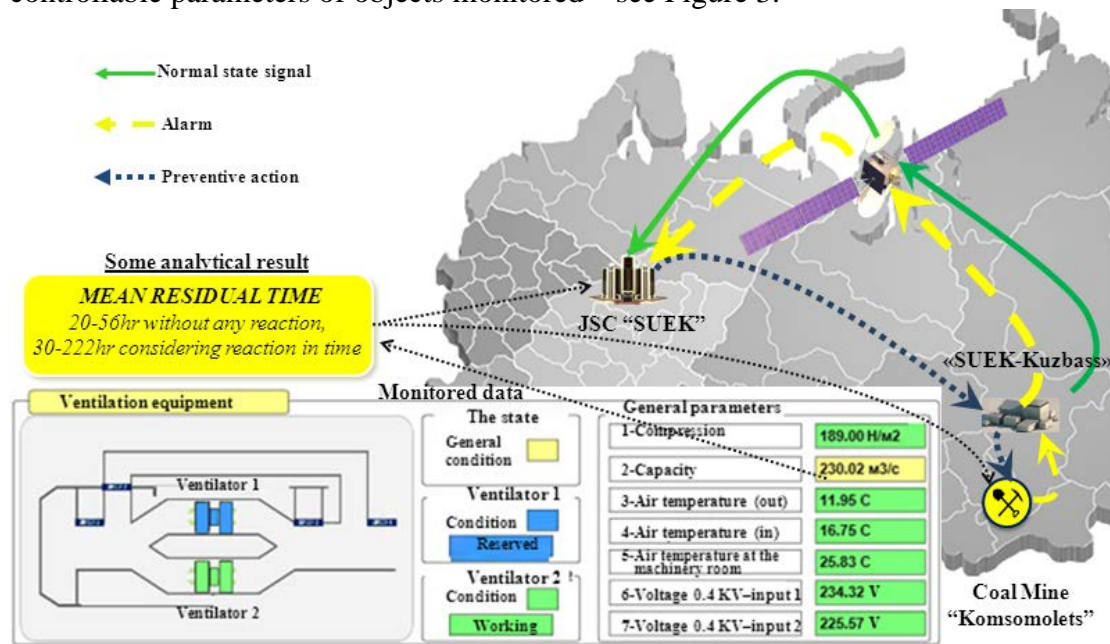 controllable parameters of objects monitored – see Figure 3.
Normal state signal
Alarm
Preventive action
Some analytical result
MEAN RESIDUAL TIME
20-56hr without any reaction,
30-222hr considering reaction in time
JSC “SUEK”
«SUEK-Kuzbass»
Coal Mine
“Komsomolets”
Monitored data
Ventilation equipment
Ventilator 1
Ventilator 2
The state
General
condition
Ventilator 1
Condition
Reserved
Ventilator 2 !
Condition
Working
General parameters
1-Compression 189.00 Н/м2
2-Capacity 230.02 м3/с
3-Air temperature (out) 11.95 C
4-Air temperature (in) 16.75 C
5-Air temperature at the
machinery room 25.83 C
6-Voltage 0.4 KV–input 1 234.32 V
7-Voltage 0.4 KV–input 2 225.57 V